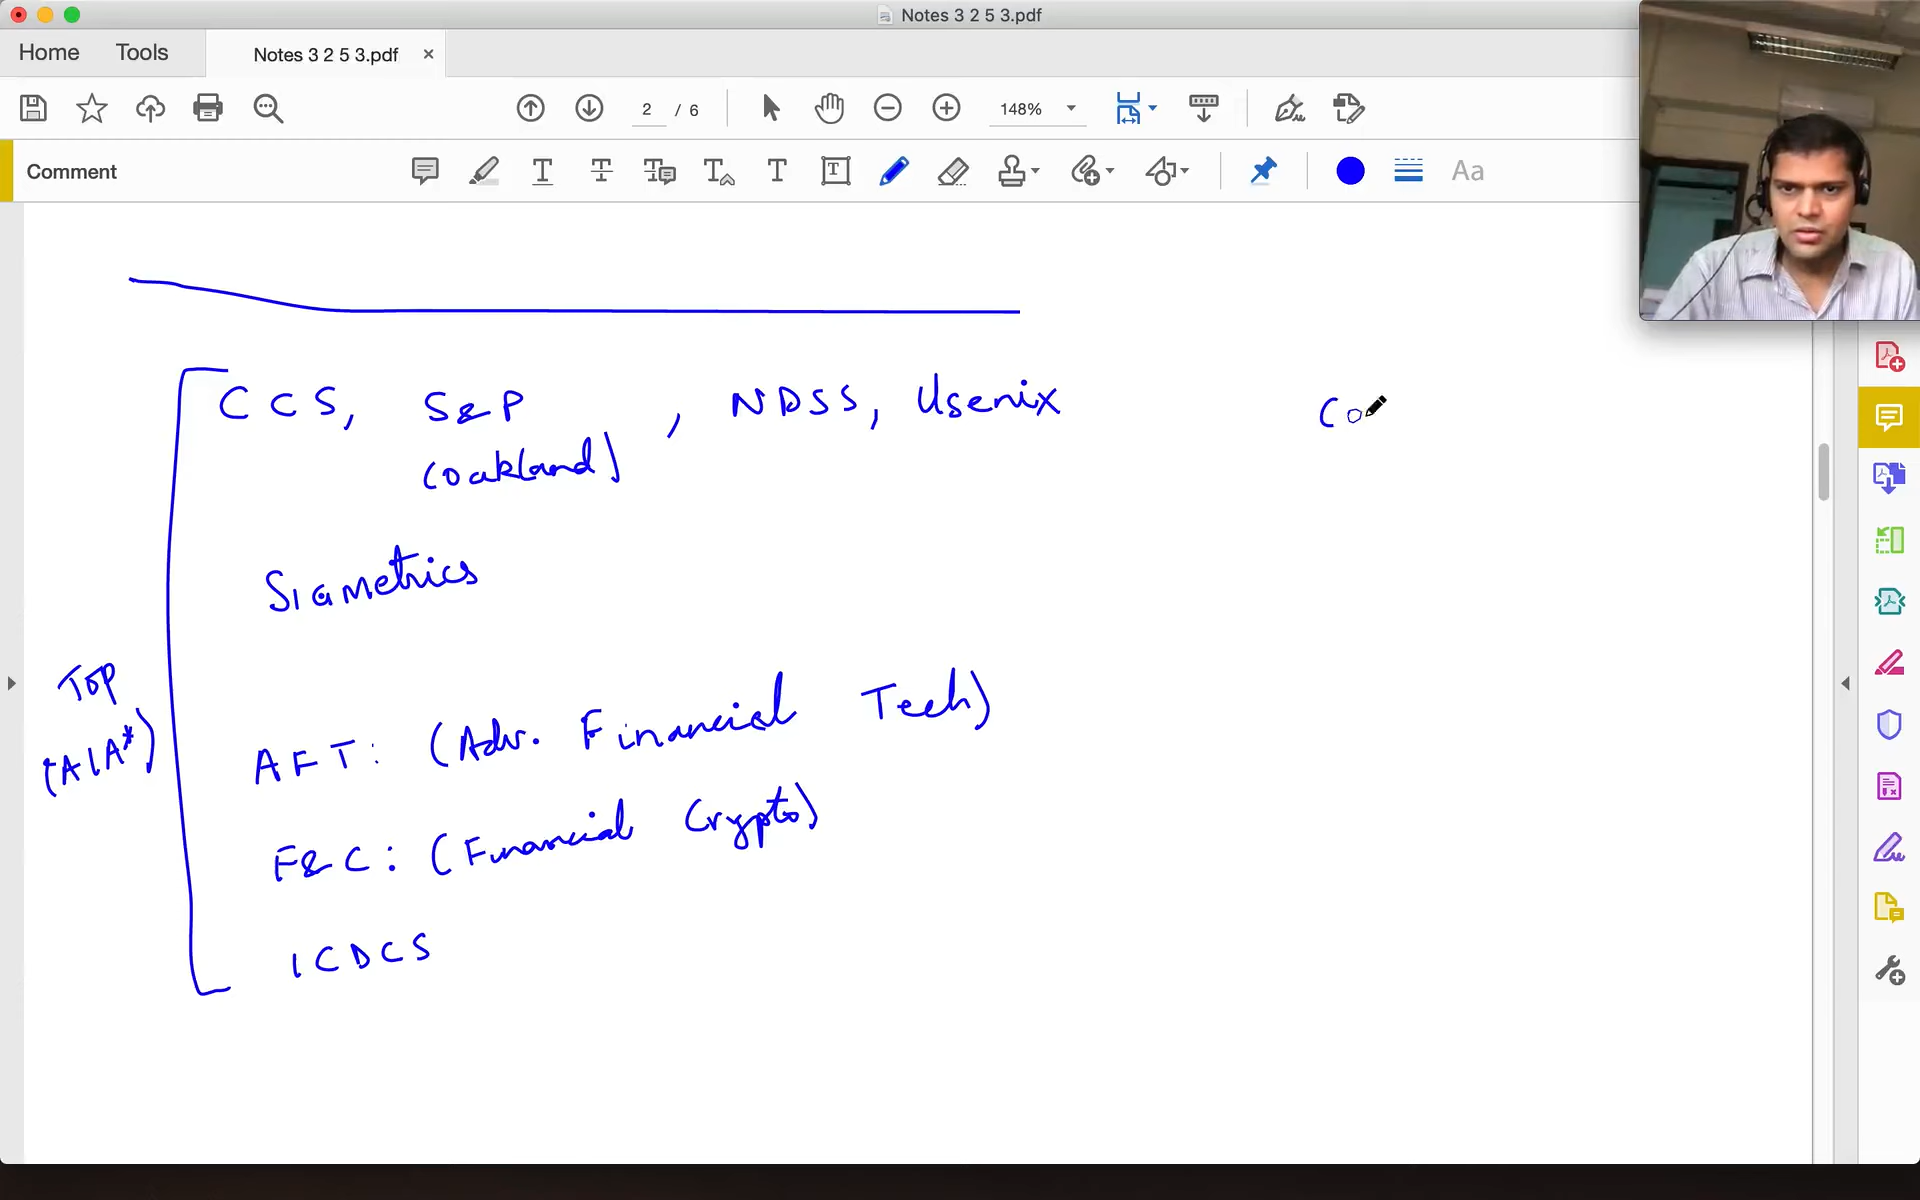 Notes 3 2 5 3.pdf
Home Tools Notes 3 2 5 3.pdf ×
2 / 6 148%
Comment Aa
CCS, S&P , NDSS, Usenix
(Oakland)
Co
Sigmetrics
TOP
(A/A*)
AFT: (Adv. Financial Tech)
F&C: (Financial Crypto)
ICDCS